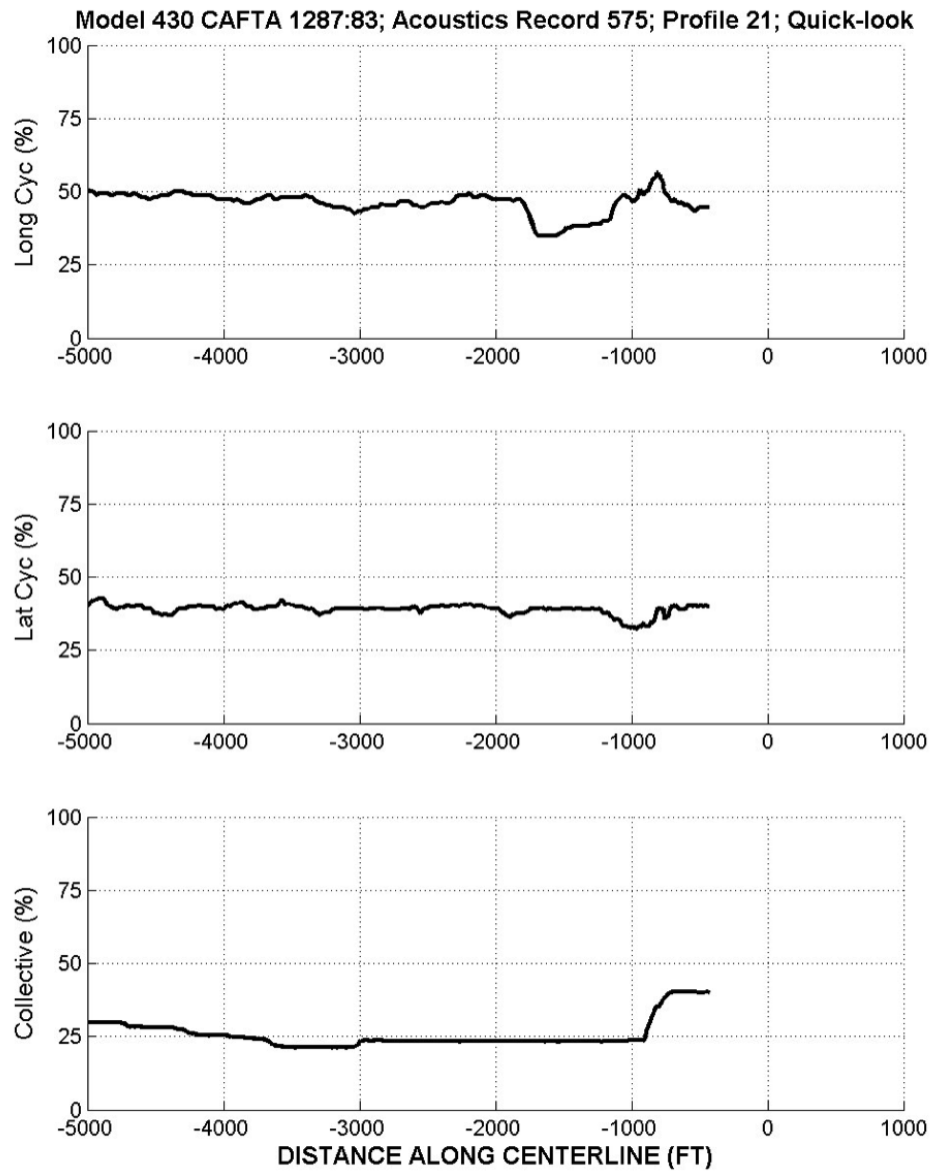 Model 430 CAFTA 1287:83; Acoustics Record 575; Profile 21; Quick-look
100
75
50
25
0
Long Cyc (%)
-5000 -4000 -3000 -2000 -1000 0 1000
100
75
50
25
0
Lat Cyc (%)
-5000 -4000 -3000 -2000 -1000 0 1000
100
75
50
25
0
Collective (%)
-5000 -4000 -3000 -2000 -1000 0 1000
DISTANCE ALONG CENTERLINE (FT)